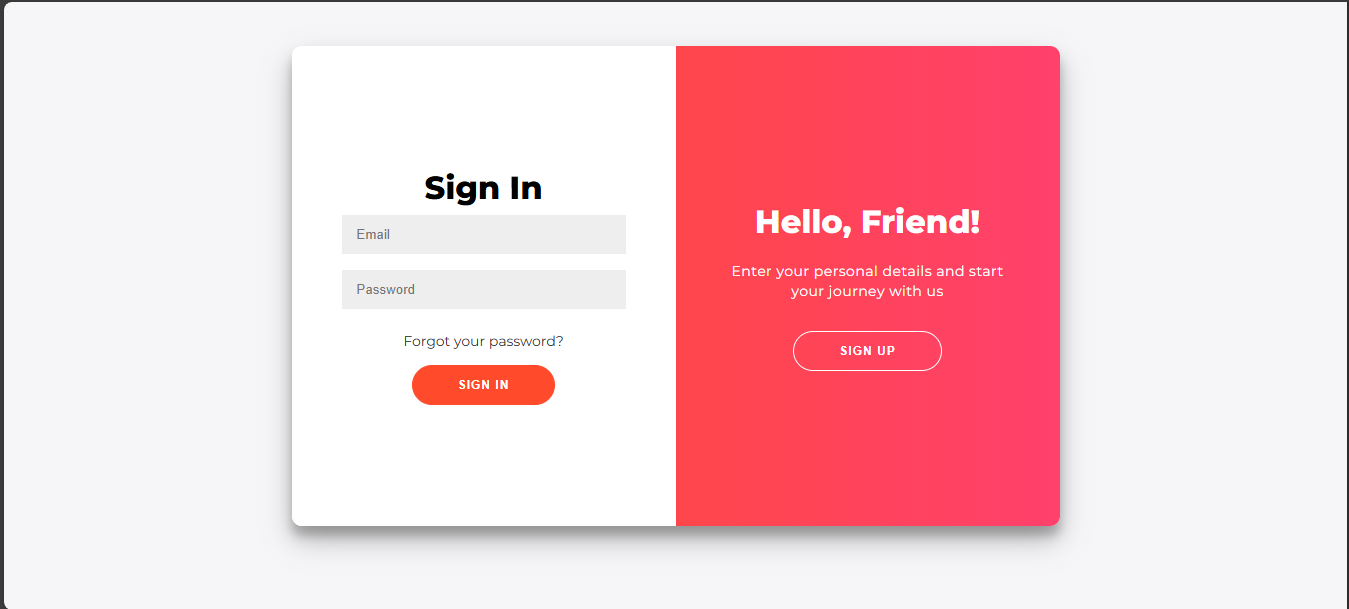 Sign In
Email
Password
Forgot your password?
SIGN IN
Hello, Friend!
Enter your personal details and start
your journey with us
SIGN UP